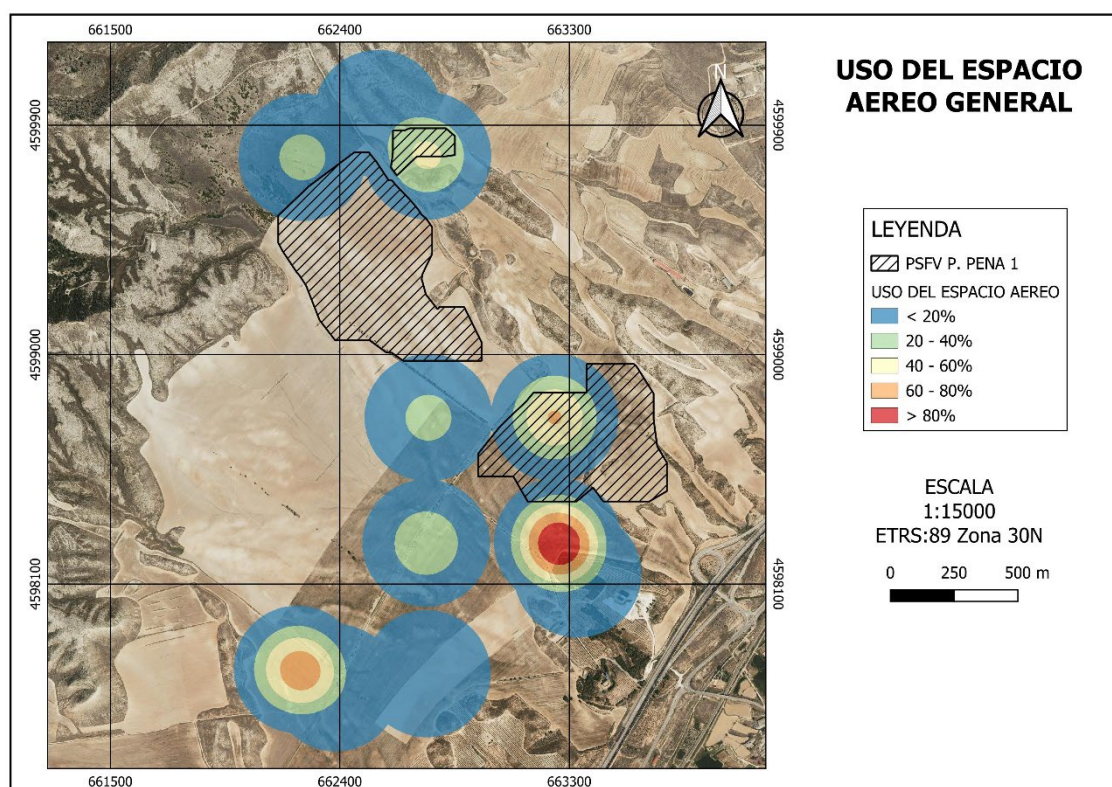 661500
662400
663300
N
4599900
4599900
4599000
4599000
4598100
4598100
661500
662400
663300
USO DEL ESPACIO
AEREO GENERAL
LEYENDA
PSFV P. PENA 1
USO DEL ESPACIO AEREO
< 20%
20 - 40%
40 - 60%
60 - 80%
> 80%
ESCALA
1:15000
ETRS:89 Zona 30N
0 250 500 m